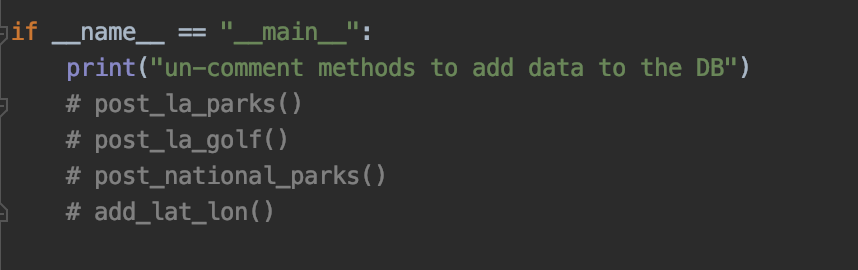 if __name__ == "__main__":
    print("un-comment methods to add data to the DB")
    # post_la_parks()
    # post_la_golf()
    # post_national_parks()
    # add_lat_lon()